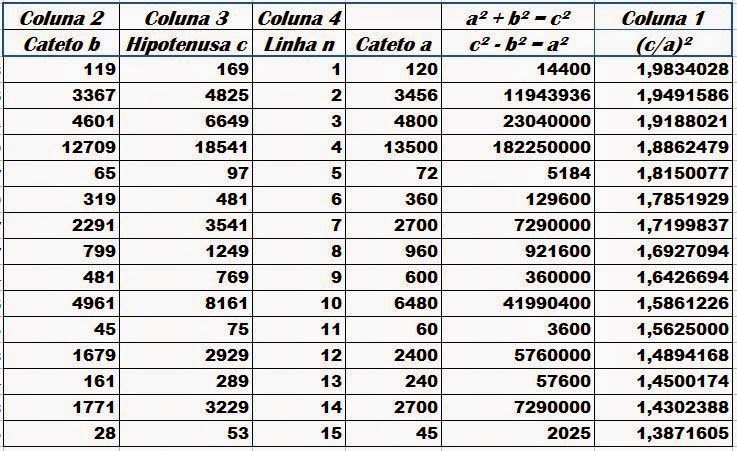 Coluna 2 Coluna 3 Coluna 4 a² + b² = c² Coluna 1
Cateto b Hipotenusa c Linha n Cateto a c² - b² = a² (c/a)²
119 169 1 120 14400 1,9834028
3367 4825 2 3456 11943936 1,9491586
4601 6649 3 4800 23040000 1,9188021
12709 18541 4 13500 182250000 1,8862479
65 97 5 72 5184 1,8150077
319 481 6 360 129600 1,7851929
2291 3541 7 2700 7290000 1,7199837
799 1249 8 960 921600 1,6927094
481 769 9 600 360000 1,6426694
4961 8161 10 6480 41990400 1,5861226
45 75 11 60 3600 1,5625000
1679 2929 12 2400 5760000 1,4894168
161 289 13 240 57600 1,4500174
1771 3229 14 2700 7290000 1,4302388
28 53 15 45 2025 1,3871605